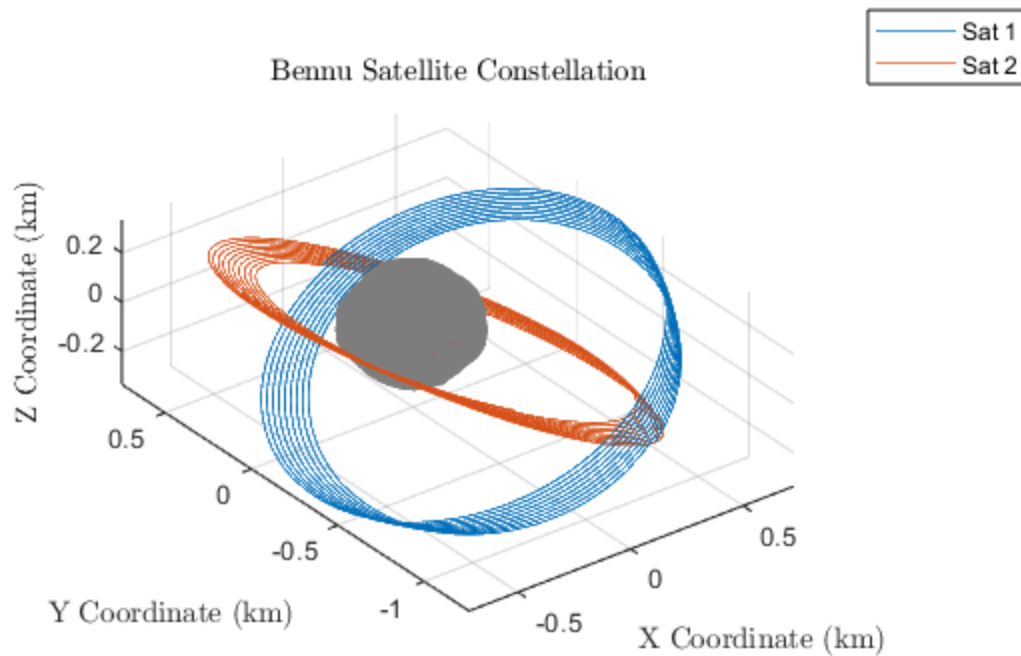 Sat 1
Sat 2
Bennu Satellite Constellation
Z Coordinate (km)
0.2
0
-0.2
0.5
0
-0.5
-1
Y Coordinate (km)
-0.5
0
0.5
X Coordinate (km)